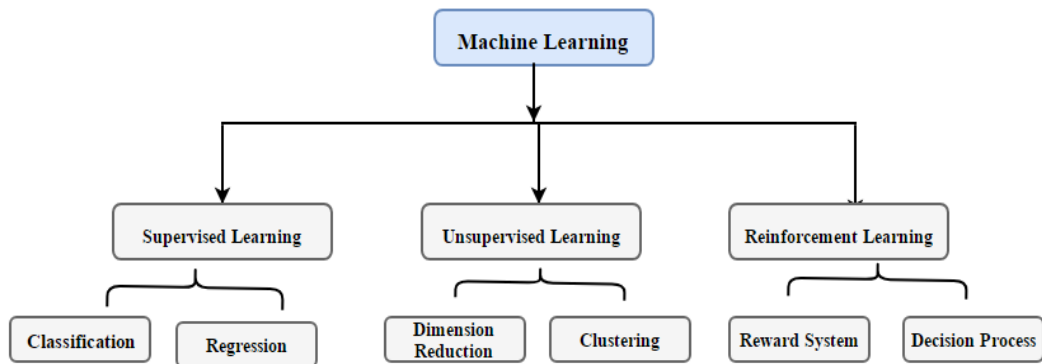 Machine Learning
Supervised Learning
Unsupervised Learning
Reinforcement Learning
Classification
Regression
Dimension
Reduction
Clustering
Reward System
Decision Process